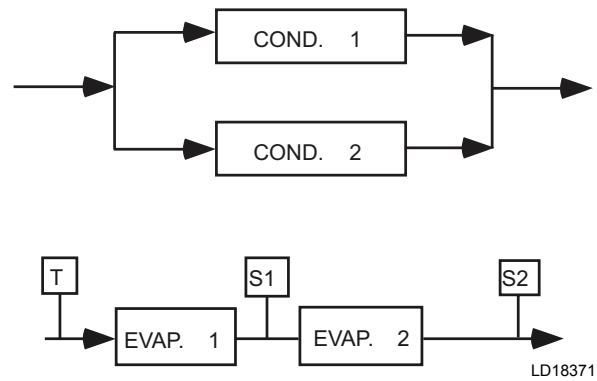 COND. 1
COND. 2
T
S1
S2
EVAP. 1
EVAP. 2
LD18371